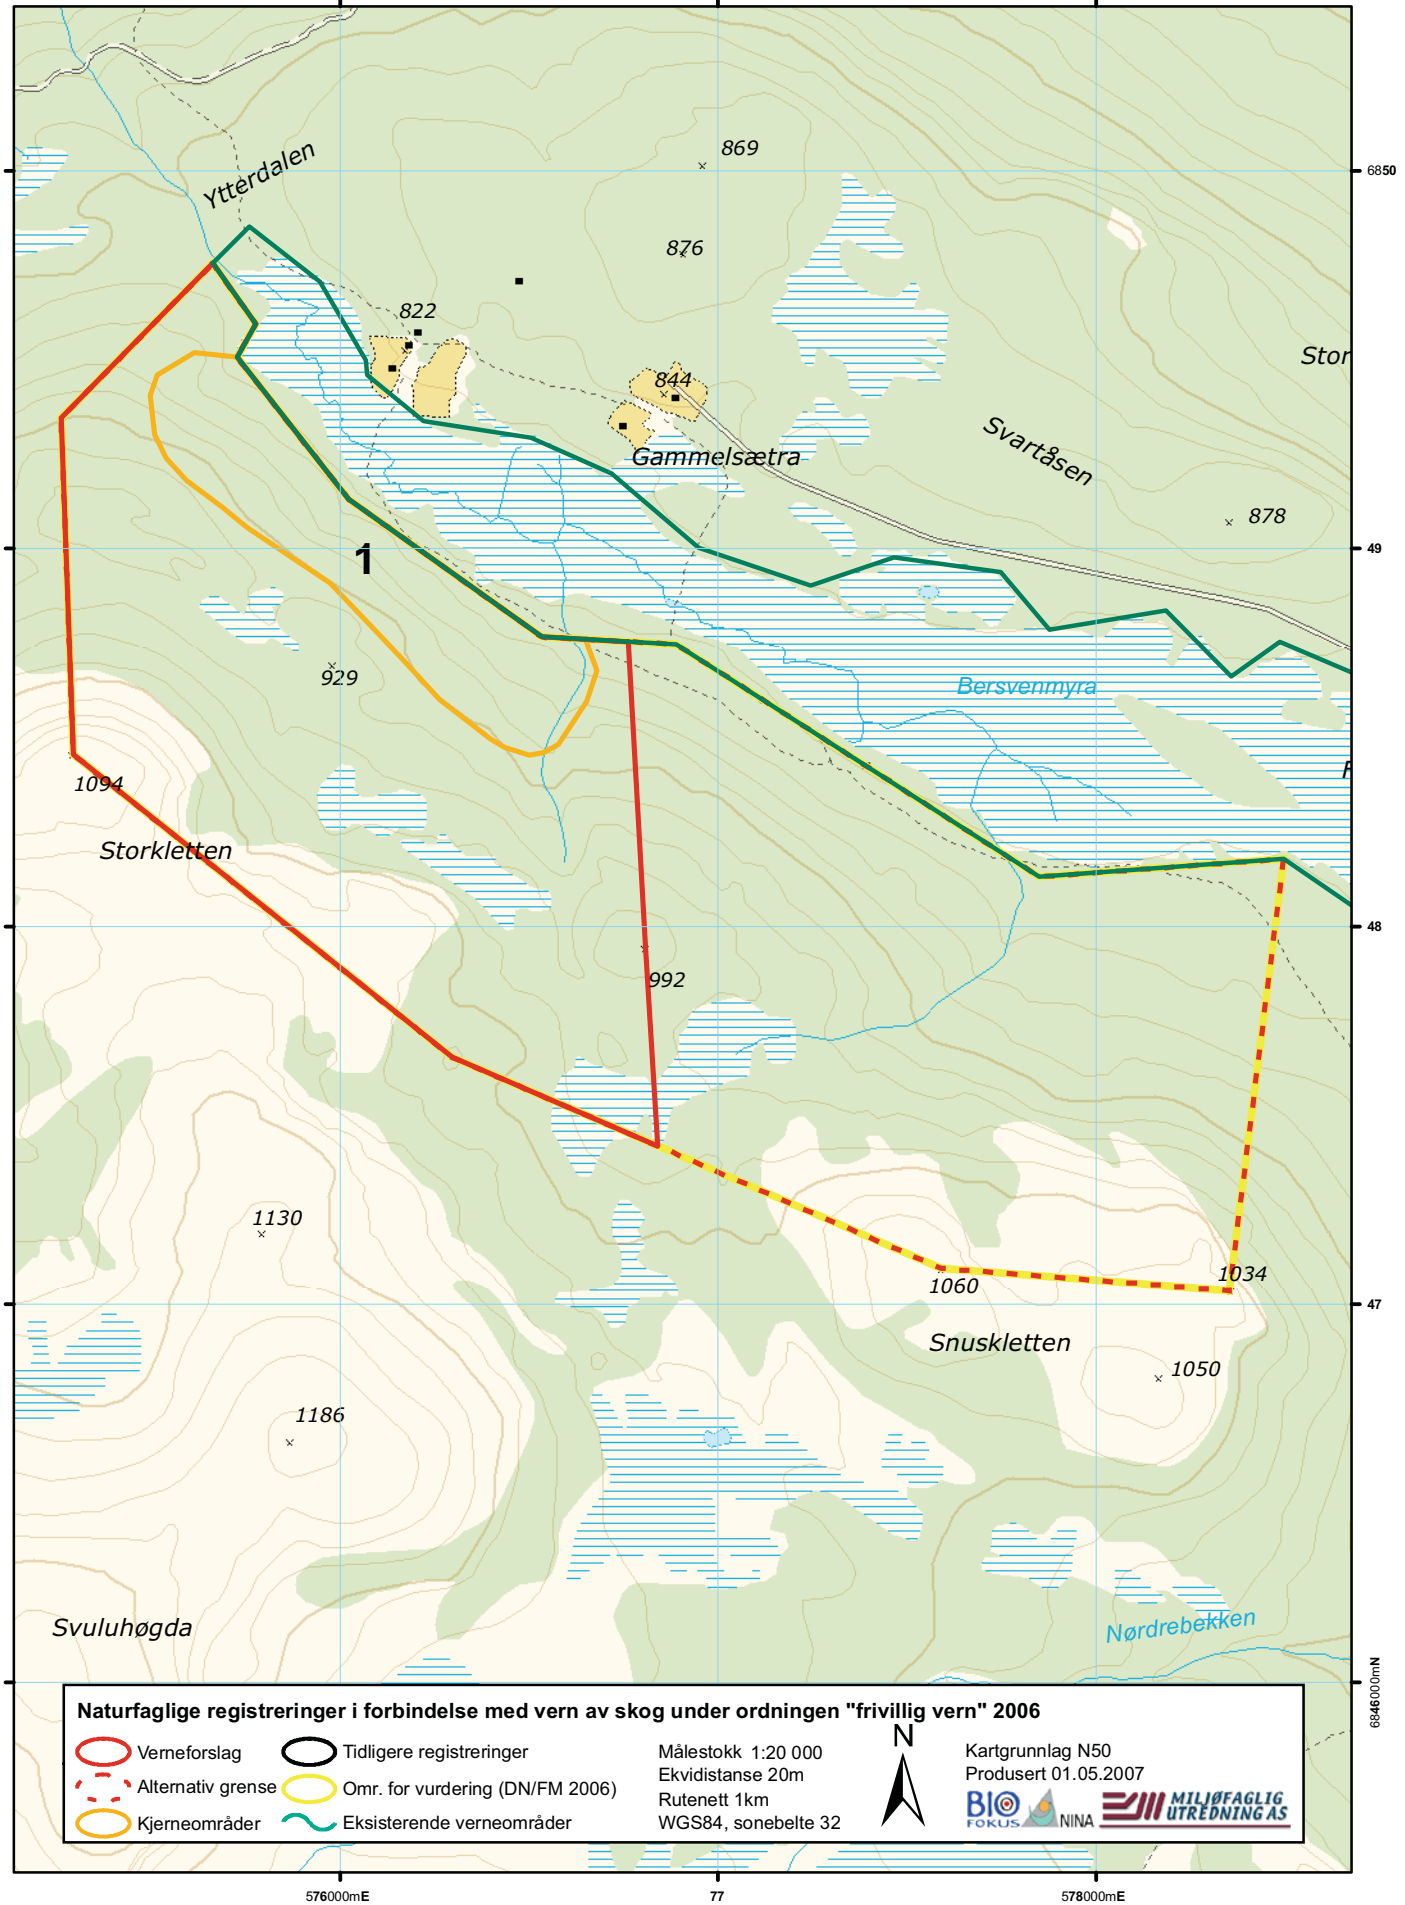 Ytterdalen
869
6850
876
822
Stor
844
Svartåsen
Gammelsætra
878
49
1
929
Bersvenmyra
1094
Storkletten
48
992
1130
1034
1060
47
Snuskletten
1050
1186
Svuluhøgda
Nørdrebekken
6846000mN
Naturfaglige registreringer i forbindelse med vern av skog under ordningen "frivillig vern" 2006
Verneforslag
Tidligere registreringer
Målestokk 1:20 000
N
Kartgrunnlag N50
Alternativ grense
Omr. for vurdering (DN/FM 2006)
Ekvidistanse 20m
Produsert 01.05.2007
Kjerneområder
Eksisterende verneområder
Rutenett 1km
WGS84, sonebelte 32
BIO
FOKUS
NINA
MILJØFAGLIG
UTREDNING AS
576000mE
77
578000mE